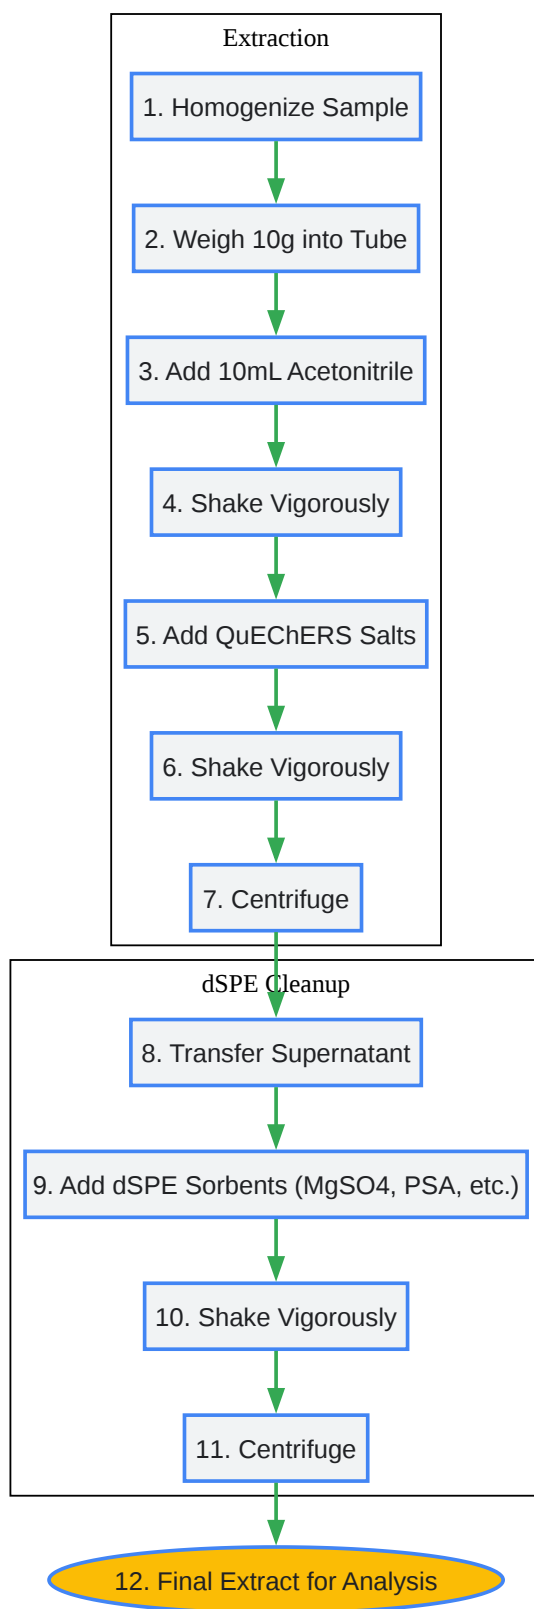 Extraction
1. Homogenize Sample
2. Weigh 10g into Tube
3. Add 10mL Acetonitrile
4. Shake Vigorously
5. Add QuEChERS Salts
6. Shake Vigorously
7. Centrifuge
dSPE Cleanup
8. Transfer Supernatant
9. Add dSPE Sorbents (MgSO4, PSA, etc.)
10. Shake Vigorously
11. Centrifuge
12. Final Extract for Analysis